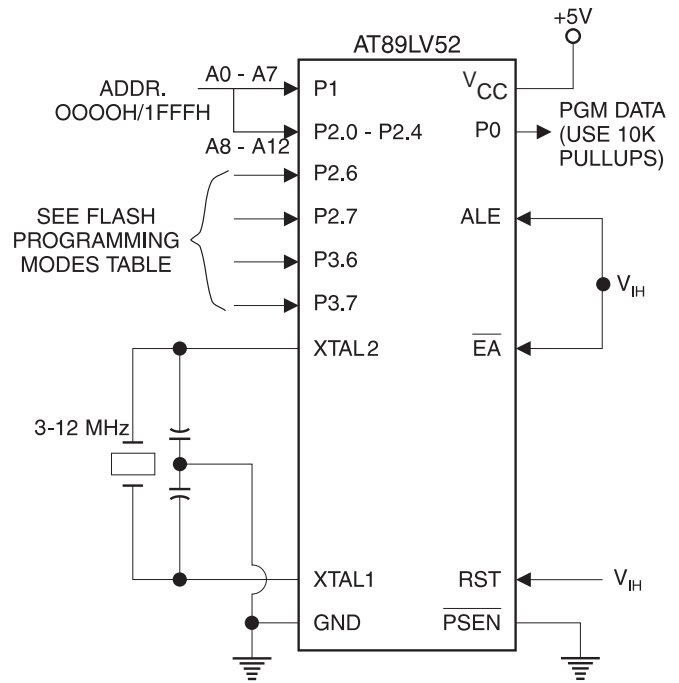 +5V
AT89LV52
A0 - A7
ADDR.
OOOOH/1FFFH
P1
VCC
PGM DATA
(USE 10K
PULLUPS)
P2.0 - P2.4
P0
A8 - A12
P2.6
SEE FLASH
PROGRAMMING
MODES TABLE
P2.7
ALE
P3.6
VIH
P3.7
XTAL2
EA
3-12 MHz
XTAL1
RST
VIH
GND
PSEN